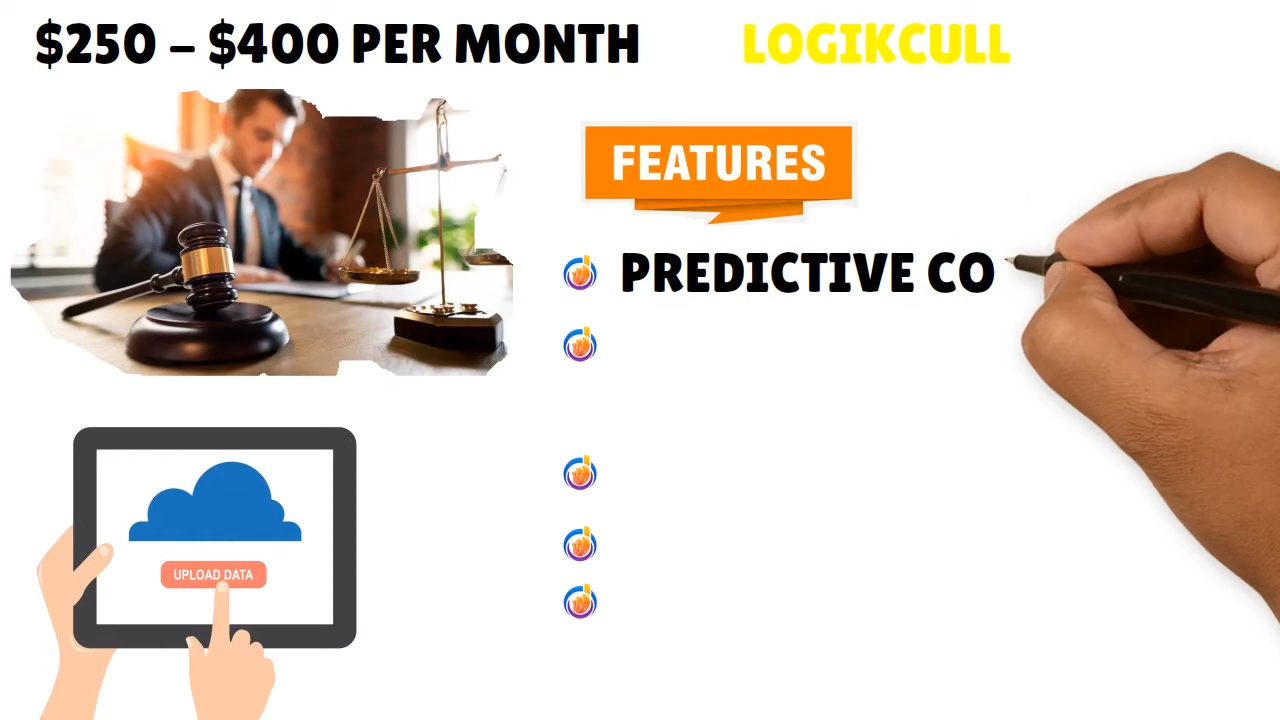 $250 – $400 PER MONTH
LOGIKCULL
FEATURES
PREDICTIVE CO
UPLOAD DATA